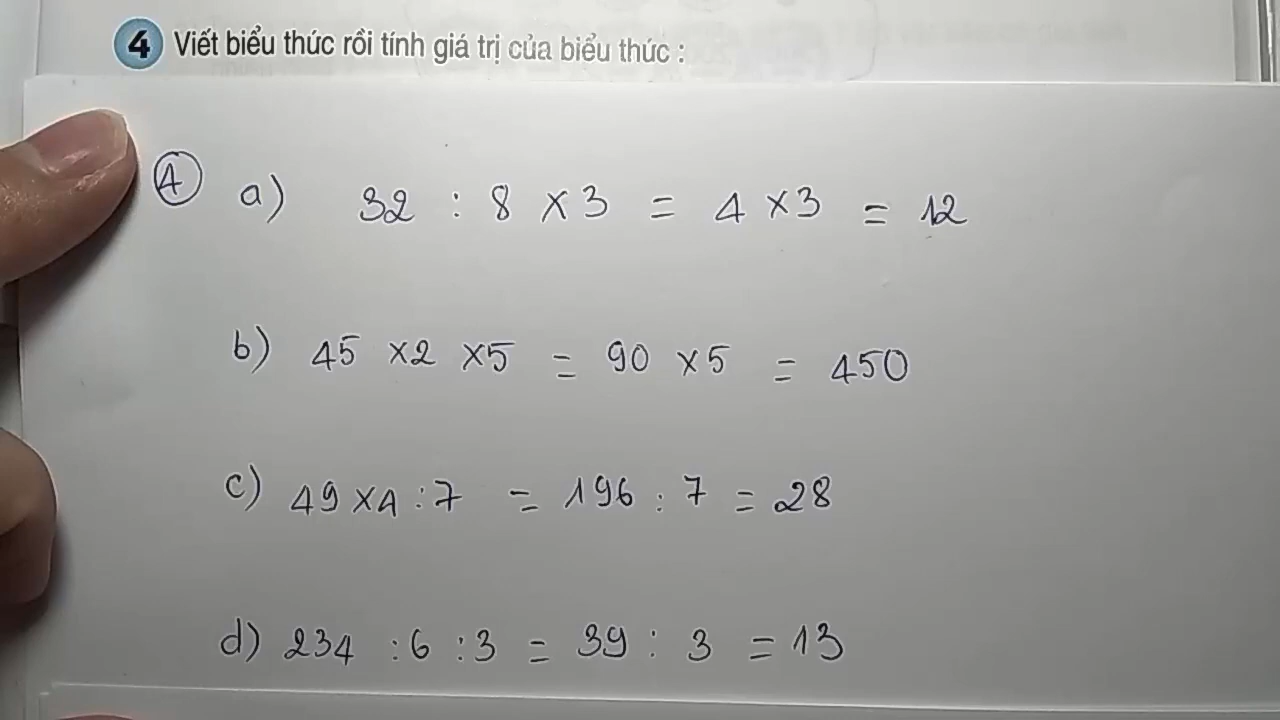 4 Viết biểu thức rồi tính giá trị của biểu thức :
4 a) 32 : 8 × 3 = 4 × 3 = 12
b) 45 × 2 × 5 = 90 × 5 = 450
c) 49 × 4 : 7 = 196 : 7 = 28
d) 234 : 6 : 3 = 39 : 3 = 13